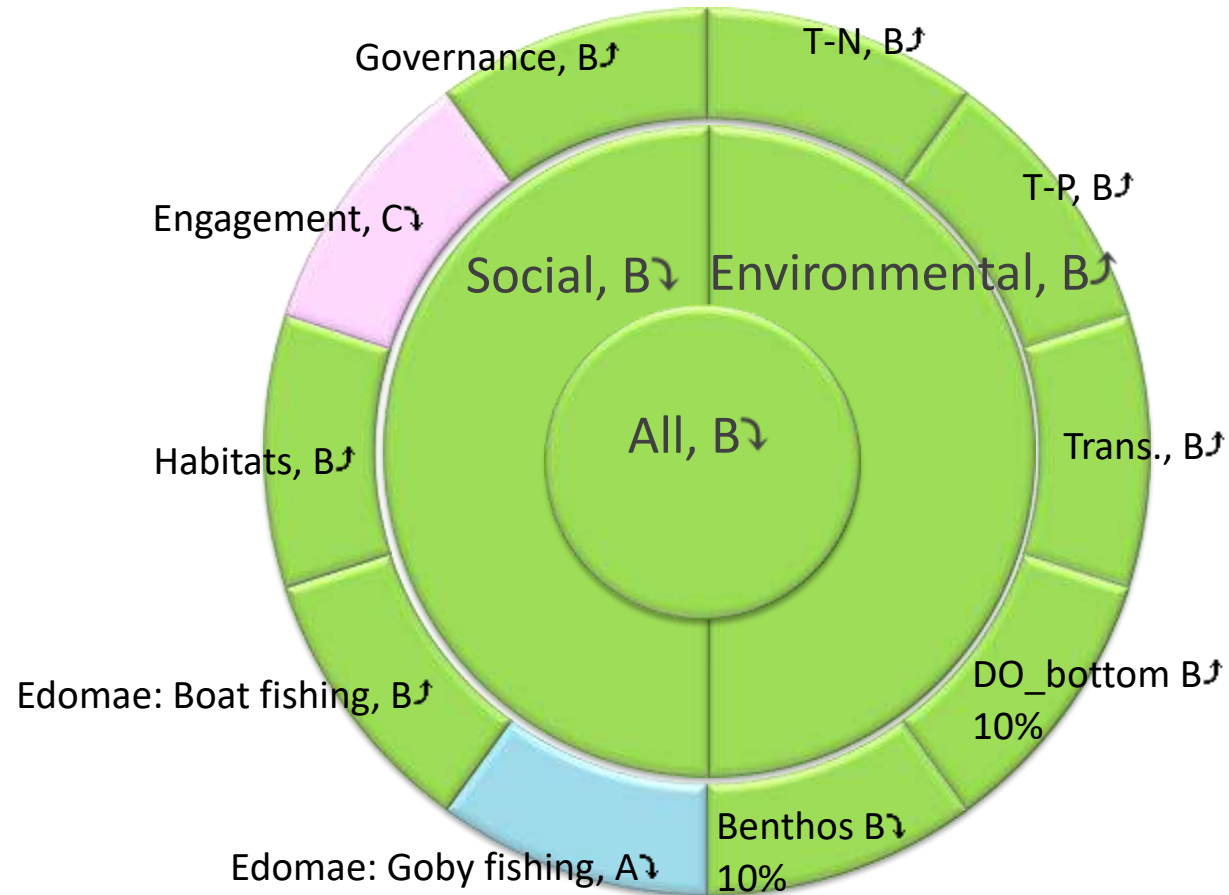 Governance, B⤴
T-N, B⤴
T-P, B⤴
Engagement, C⤵
Social, B⤵
Environmental, B⤴
All, B⤵
Habitats, B⤴
Trans., B⤴
Edomae: Boat fishing, B⤴
DO_bottom B⤴
10%
Benthos B⤵
10%
Edomae: Goby fishing, A⤵